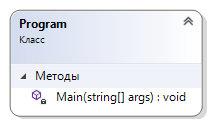 Program
Класс
Методы
Main(string[] args) : void